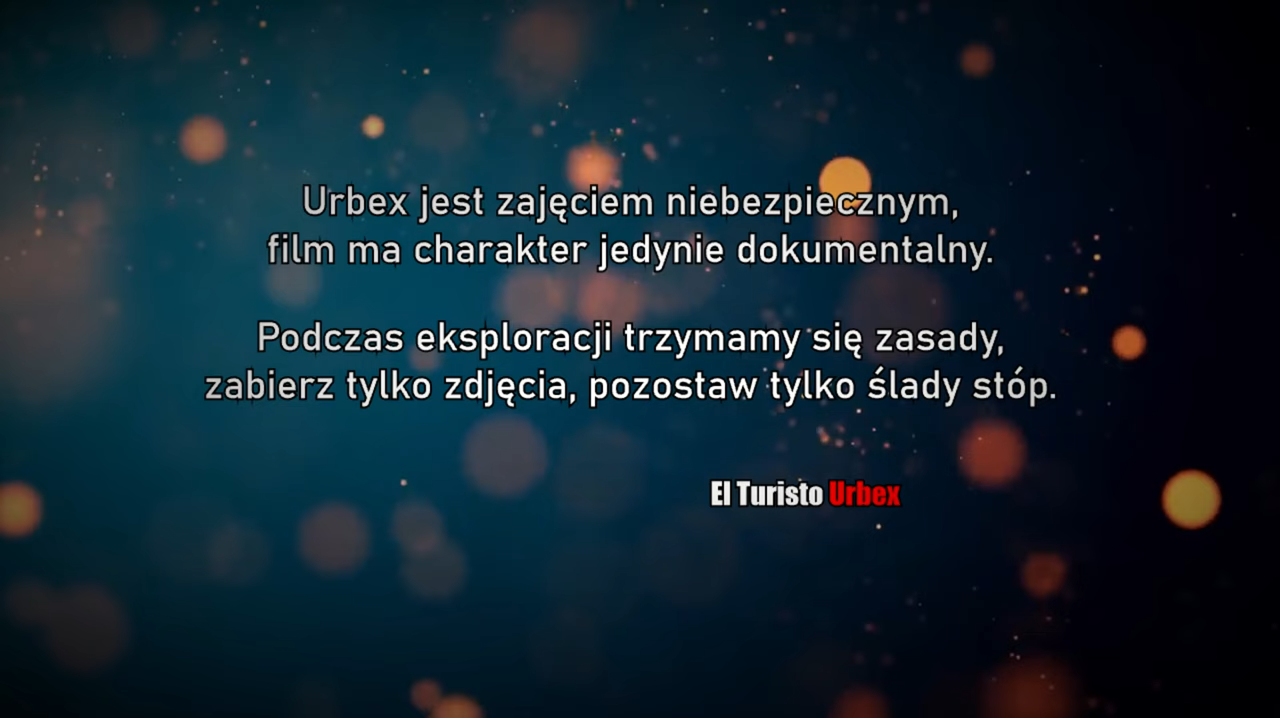 Urbex jest zajęciem niebezpiecznym,
film ma charakter jedynie dokumentalny.
Podczas eksploracji trzymamy się zasady,
zabierz tylko zdjęcia, pozostaw tylko ślady stóp.
El Turisto Urbex